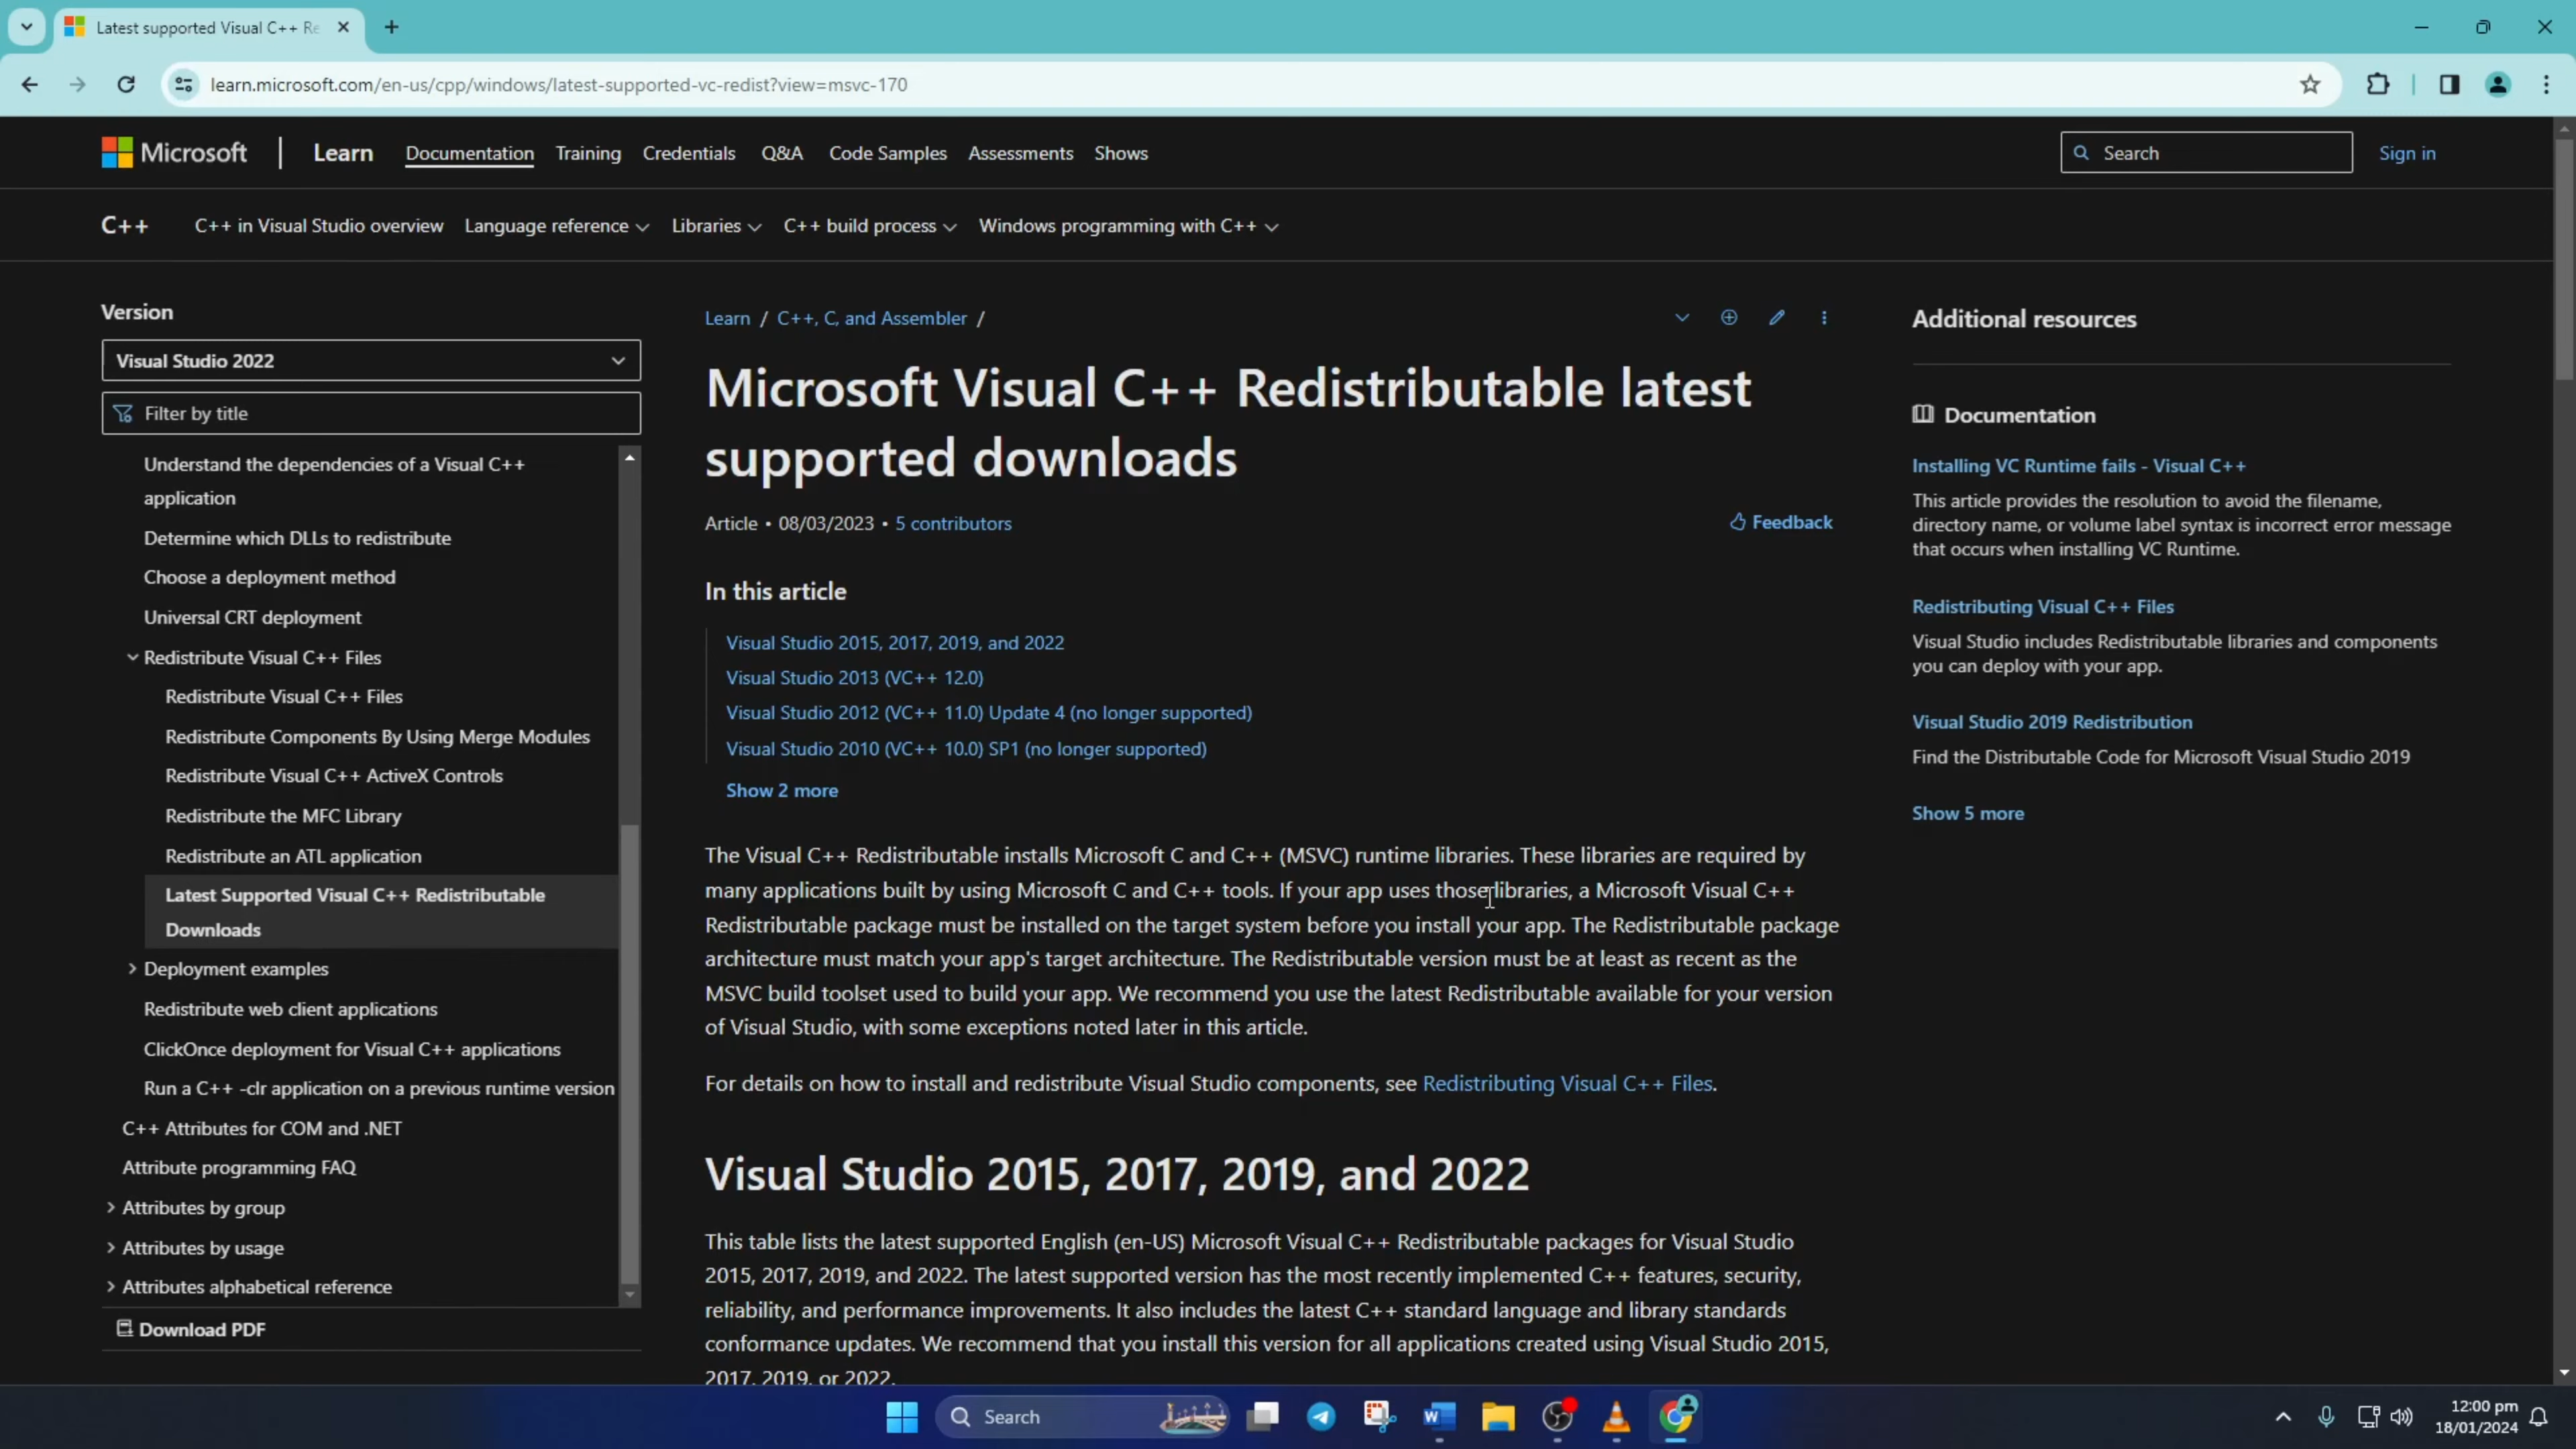 Latest supported Visual C++ Re
learn.microsoft.com/en-us/cpp/windows/latest-supported-vc-redist?view=msvc-170
Microsoft | Learn Documentation Training Credentials Q&A Code Samples Assessments Shows Search Sign in
C++ C++ in Visual Studio overview Language reference Libraries C++ build process Windows programming with C++
Version
Visual Studio 2022
Filter by title
Understand the dependencies of a Visual C++
application
Determine which DLLs to redistribute
Choose a deployment method
Universal CRT deployment
Redistribute Visual C++ Files
Redistribute Visual C++ Files
Redistribute Components By Using Merge Modules
Redistribute Visual C++ ActiveX Controls
Redistribute the MFC Library
Redistribute an ATL application
Latest Supported Visual C++ Redistributable
Downloads
Deployment examples
Redistribute web client applications
ClickOnce deployment for Visual C++ applications
Run a C++ -clr application on a previous runtime version
C++ Attributes for COM and .NET
Attribute programming FAQ
Attributes by group
Attributes by usage
Attributes alphabetical reference
Download PDF
Learn / C++, C, and Assembler /
Microsoft Visual C++ Redistributable latest
supported downloads
Article • 08/03/2023 • 5 contributors
Feedback
In this article
Visual Studio 2015, 2017, 2019, and 2022
Visual Studio 2013 (VC++ 12.0)
Visual Studio 2012 (VC++ 11.0) Update 4 (no longer supported)
Visual Studio 2010 (VC++ 10.0) SP1 (no longer supported)
Show 2 more
The Visual C++ Redistributable installs Microsoft C and C++ (MSVC) runtime libraries. These libraries are required by
many applications built by using Microsoft C and C++ tools. If your app uses those libraries, a Microsoft Visual C++
Redistributable package must be installed on the target system before you install your app. The Redistributable package
architecture must match your app's target architecture. The Redistributable version must be at least as recent as the
MSVC build toolset used to build your app. We recommend you use the latest Redistributable available for your version
of Visual Studio, with some exceptions noted later in this article.
For details on how to install and redistribute Visual Studio components, see Redistributing Visual C++ Files.
Visual Studio 2015, 2017, 2019, and 2022
This table lists the latest supported English (en-US) Microsoft Visual C++ Redistributable packages for Visual Studio
2015, 2017, 2019, and 2022. The latest supported version has the most recently implemented C++ features, security,
reliability, and performance improvements. It also includes the latest C++ standard language and library standards
conformance updates. We recommend that you install this version for all applications created using Visual Studio 2015,
2017, 2019, or 2022.
Additional resources
Documentation
Installing VC Runtime fails - Visual C++
This article provides the resolution to avoid the filename,
directory name, or volume label syntax is incorrect error message
that occurs when installing VC Runtime.
Redistributing Visual C++ Files
Visual Studio includes Redistributable libraries and components
you can deploy with your app.
Visual Studio 2019 Redistribution
Find the Distributable Code for Microsoft Visual Studio 2019
Show 5 more
Search
12:00 pm
18/01/2024